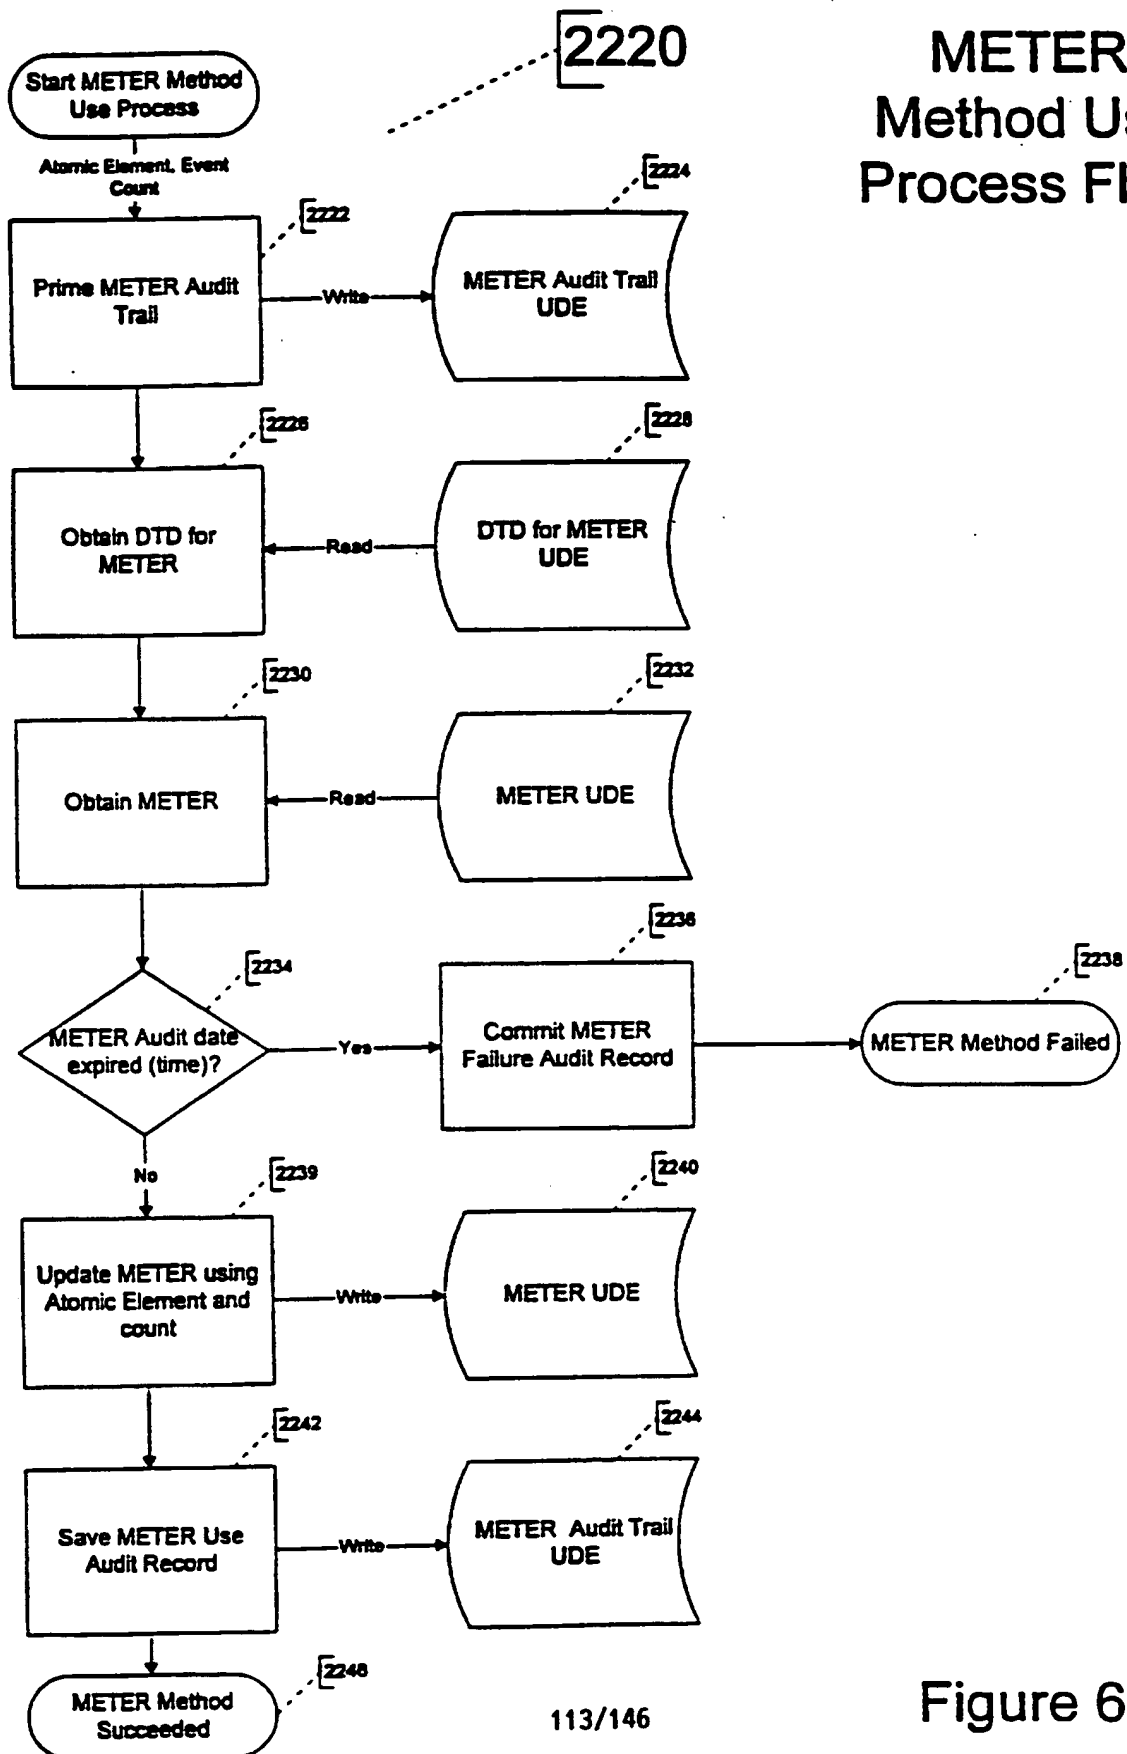 2220
METER
Method Us
Process Fl
Start METER Method
Use Process
Atomic Element, Event
Count
2222
2224
Prime METER Audit
Trail
Write
METER Audit Trail
UDE
2226
2228
Obtain DTD for
METER
Read
DTD for METER
UDE
2230
2232
Obtain METER
Read
METER UDE
2234
2236
2238
METER Audit date
expired (time)?
Yes
Commit METER
Failure Audit Record
METER Method Failed
No
2239
2240
Update METER using
Atomic Element and
count
Write
METER UDE
2242
2244
Save METER Use
Audit Record
Write
METER Audit Trail
UDE
2246
METER Method
Succeeded
113/146
Figure 6